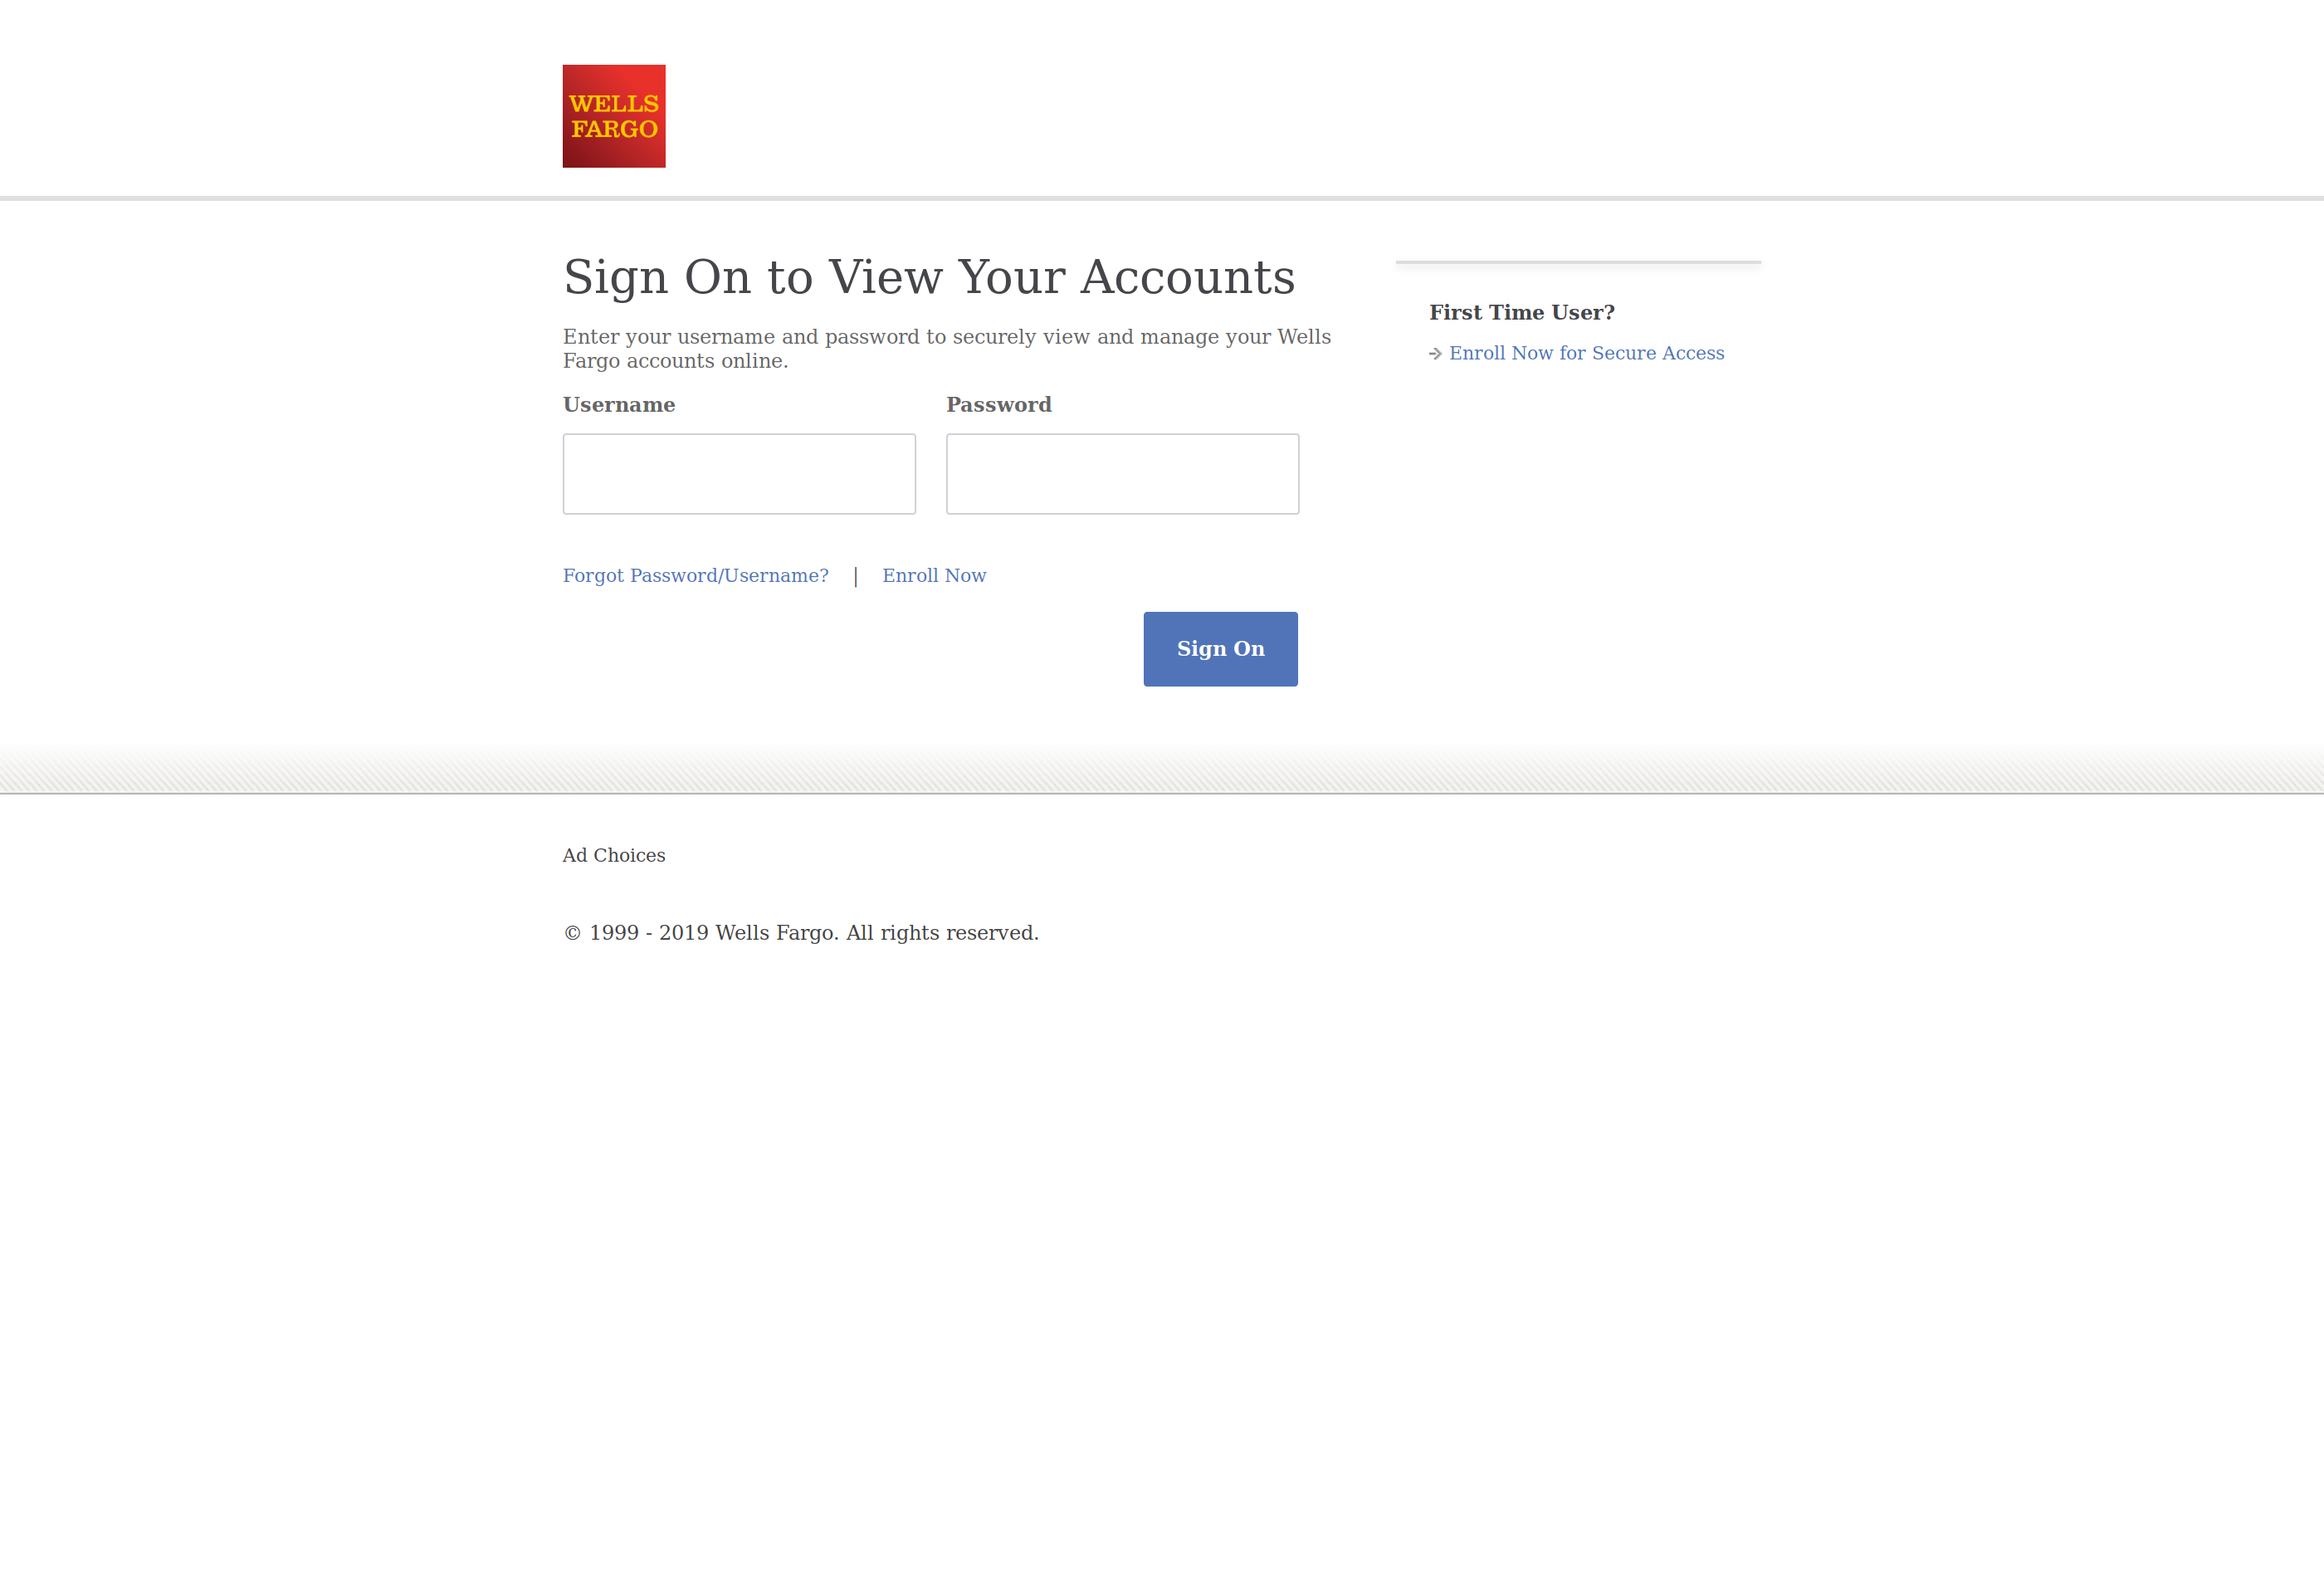 WELLS
FARGO
Sign On to View Your Accounts
Enter your username and password to securely view and manage your Wells
Fargo accounts online.
Username Password
Forgot Password/Username? | Enroll Now
Sign On
First Time User?
Enroll Now for Secure Access
Ad Choices
© 1999 - 2019 Wells Fargo. All rights reserved.